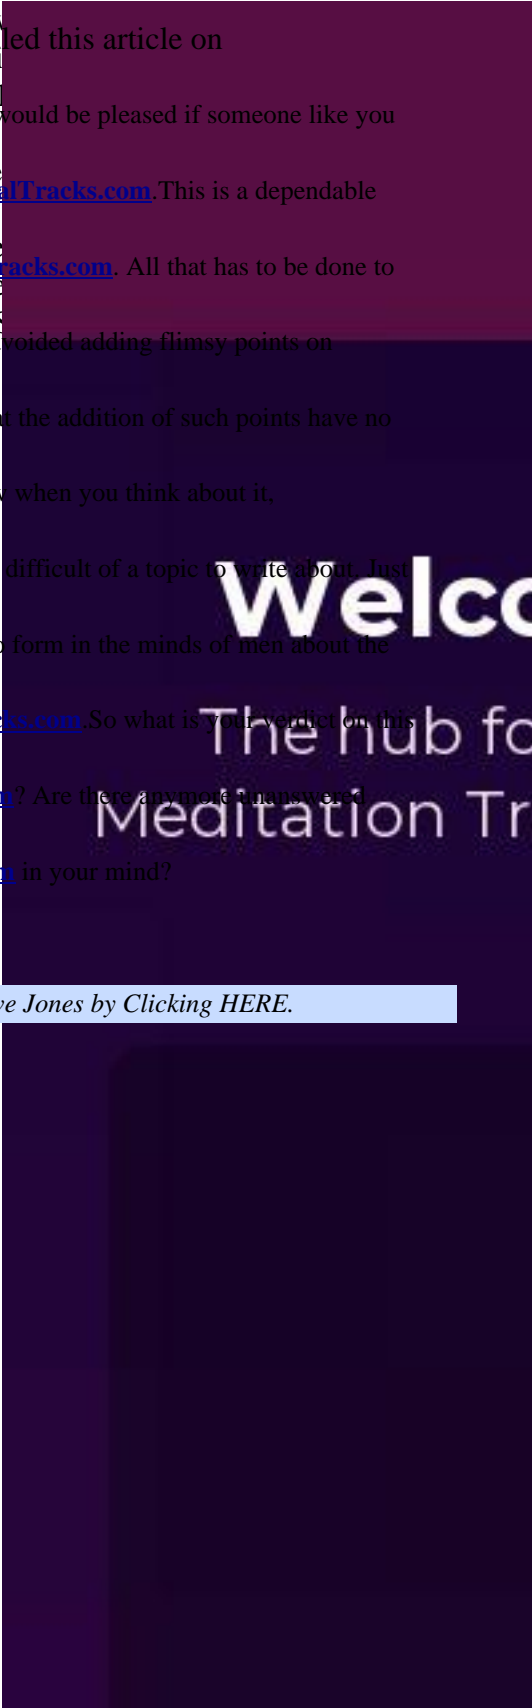 led this article on
would be pleased if someone like you
alTracks.com.This is a dependable
racks.com. All that has to be done to
voided adding flimsy points on
at the addition of such points have no
when you think about it,
difficult of a topic to write about. Just
Welco
form in the minds of men about the
cks.com.So what is your verdict on this
The hub fo
? Are there anymore unanswered
Meditation Tr
in your mind?
ve Jones by Clicking HERE.